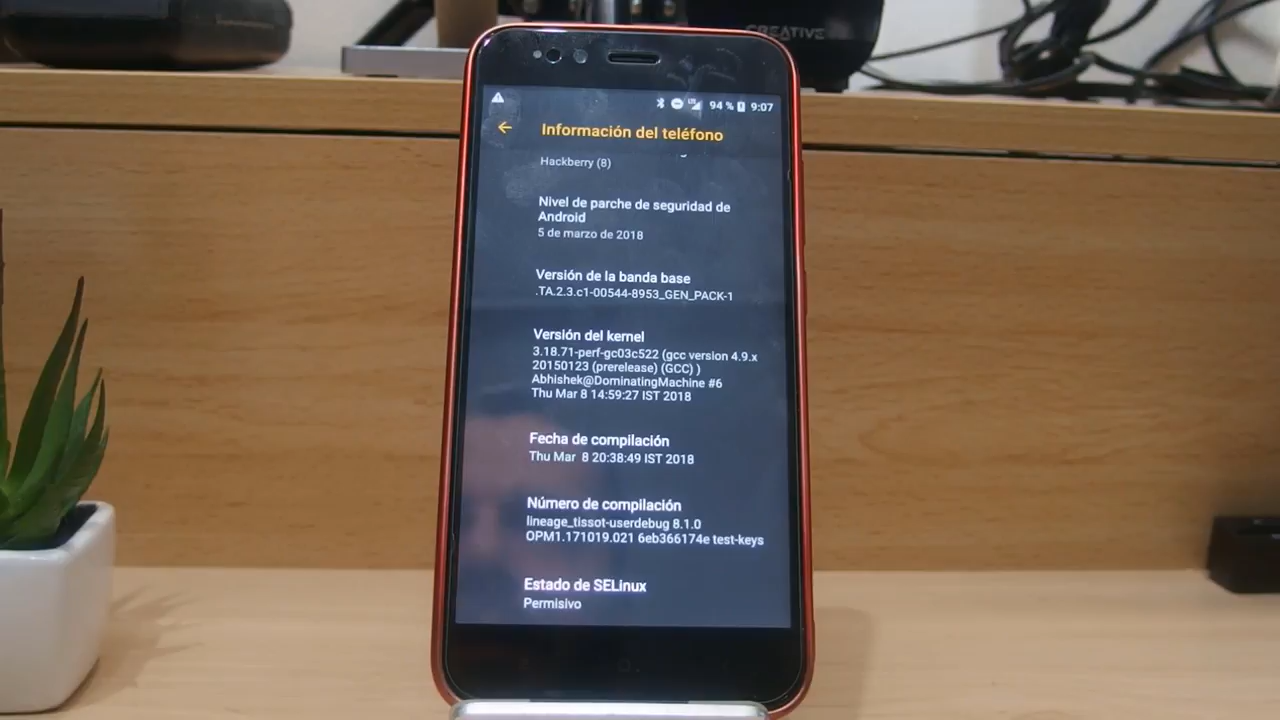 CREATIVE
LTE 94 % 9:07
Información del teléfono
Hackberry (8)
Nivel de parche de seguridad de
Android
5 de marzo de 2018
Versión de la banda base
.TA.2.3.c1-00544-8953_GEN_PACK-1
Versión del kernel
3.18.71-perf-gc03c522 (gcc version 4.9.x
20150123 (prerelease) (GCC) )
Abhishek@DominatingMachine #6
Thu Mar 8 14:59:27 IST 2018
Fecha de compilación
Thu Mar  8 20:38:49 IST 2018
Número de compilación
lineage_tissot-userdebug 8.1.0
OPM1.171019.021 6eb366174e test-keys
Estado de SELinux
Permisivo